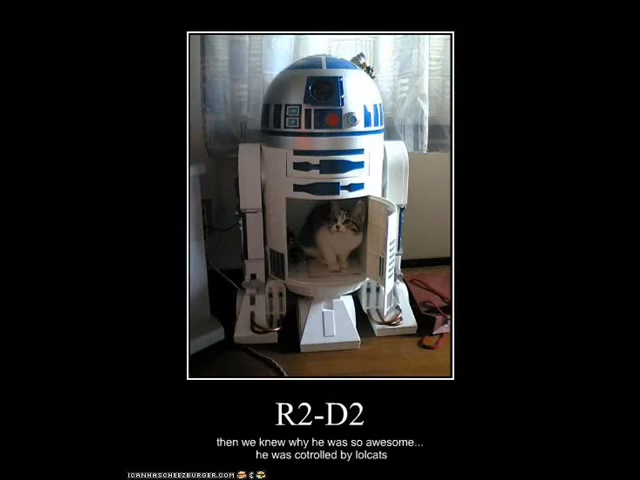 R2-D2
then we knew why he was so awesome...
he was cotrolled by lolcats
ICANHASCHEEZBURGER.COM